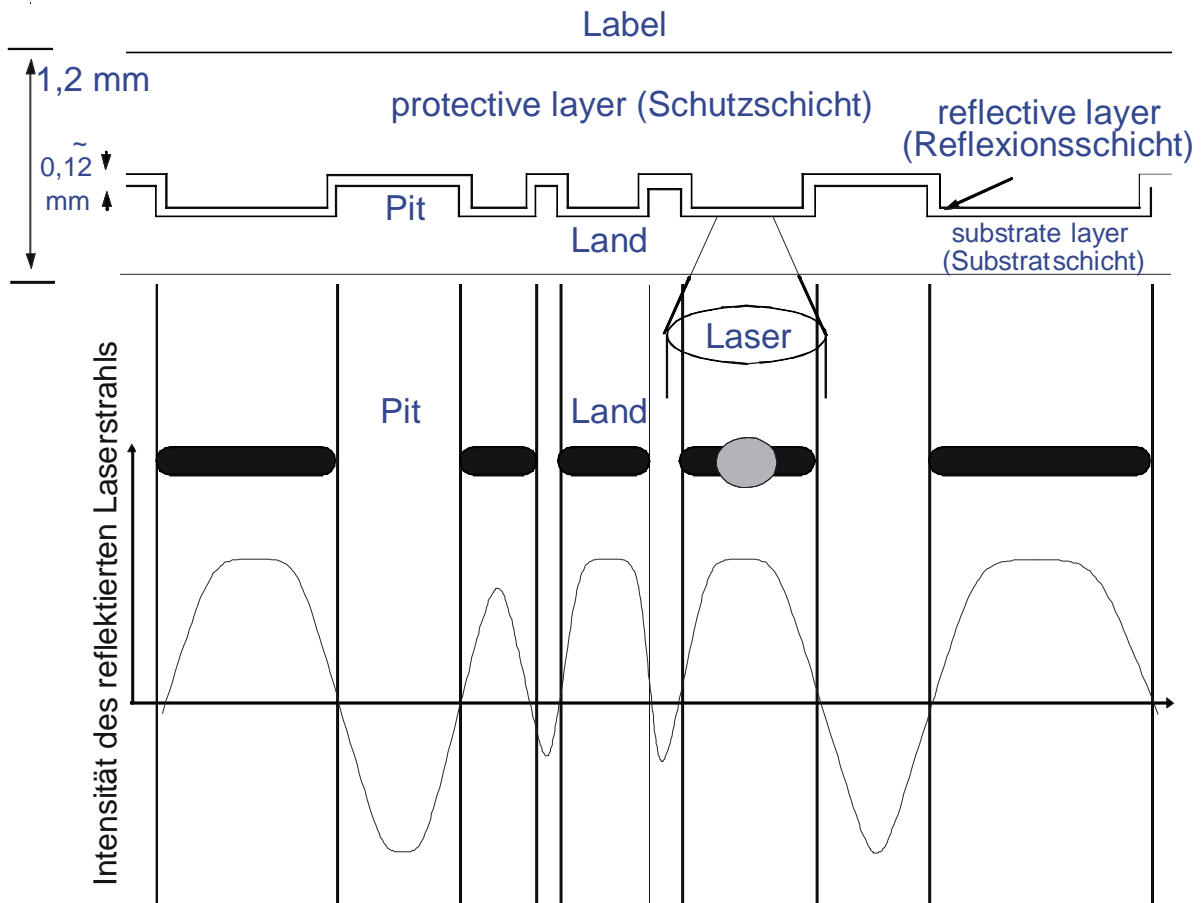 Label
1,2 mm
protective layer (Schutzschicht)
reflective layer
(Reflexionsschicht)
~
0,12
mm
Pit
Land
substrate layer
(Substratschicht)
Laser
Pit
Land
Intensität des reflektierten Laserstrahls